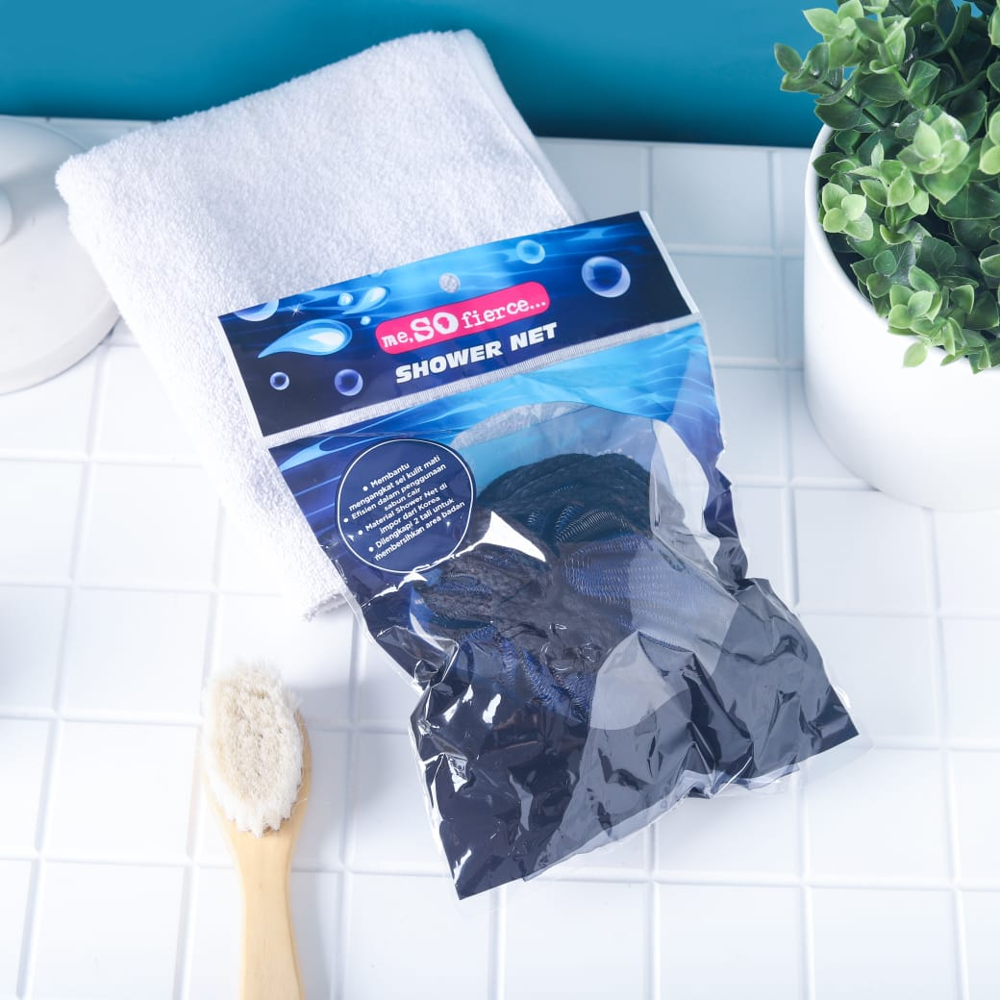 me, SO fierce...
SHOWER NET
• Membantu
mengangkat sel kulit mati
• Efisien dalam penggunaan
sabun cair
• Material Shower Net di
impor dari Korea
• Dilengkapi 2 tali untuk
membersihkan area badan